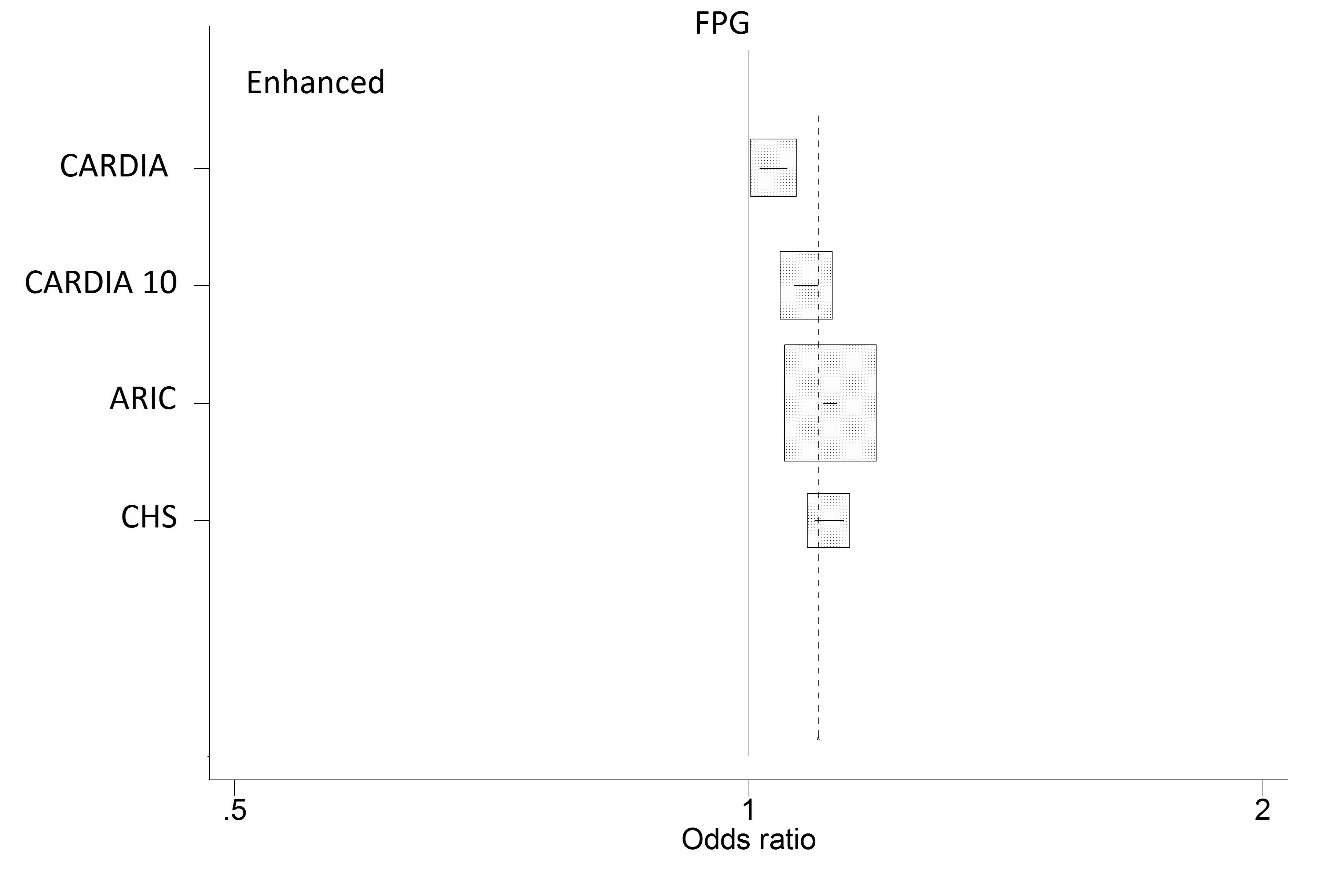 FPG
Enhanced
CARDIA
CARDIA 10
ARIC
CHS
.5 1 2
Odds ratio